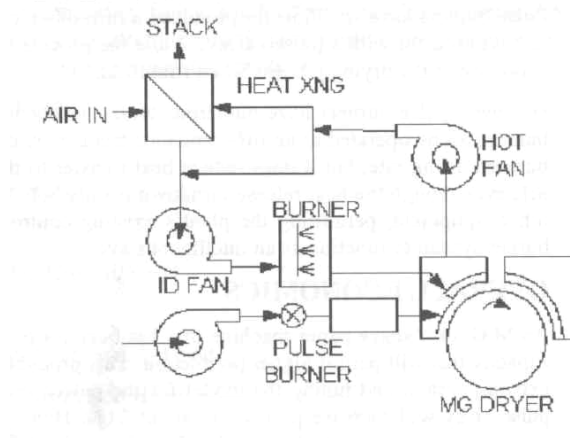 STACK
HEAT XNG
AIR IN
HOT
FAN
BURNER
ID FAN
PULSE
BURNER
MG DRYER